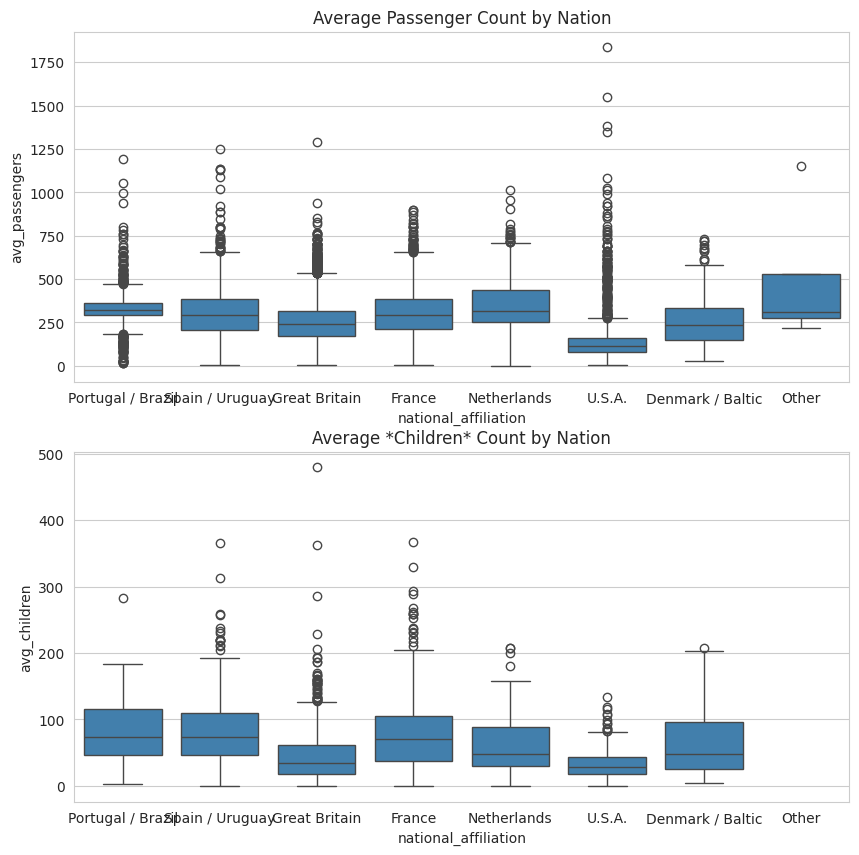 Average Passenger Count by Nation
1750
1500
1250
1000
750
500
250
0
avg_passengers
Portugal / Brazil Spain / Uruguay Great Britain France Netherlands U.S.A. Denmark / Baltic Other
national_affiliation
Average *Children* Count by Nation
500
400
300
200
100
0
avg_children
Portugal / Brazil Spain / Uruguay Great Britain France Netherlands U.S.A. Denmark / Baltic Other
national_affiliation